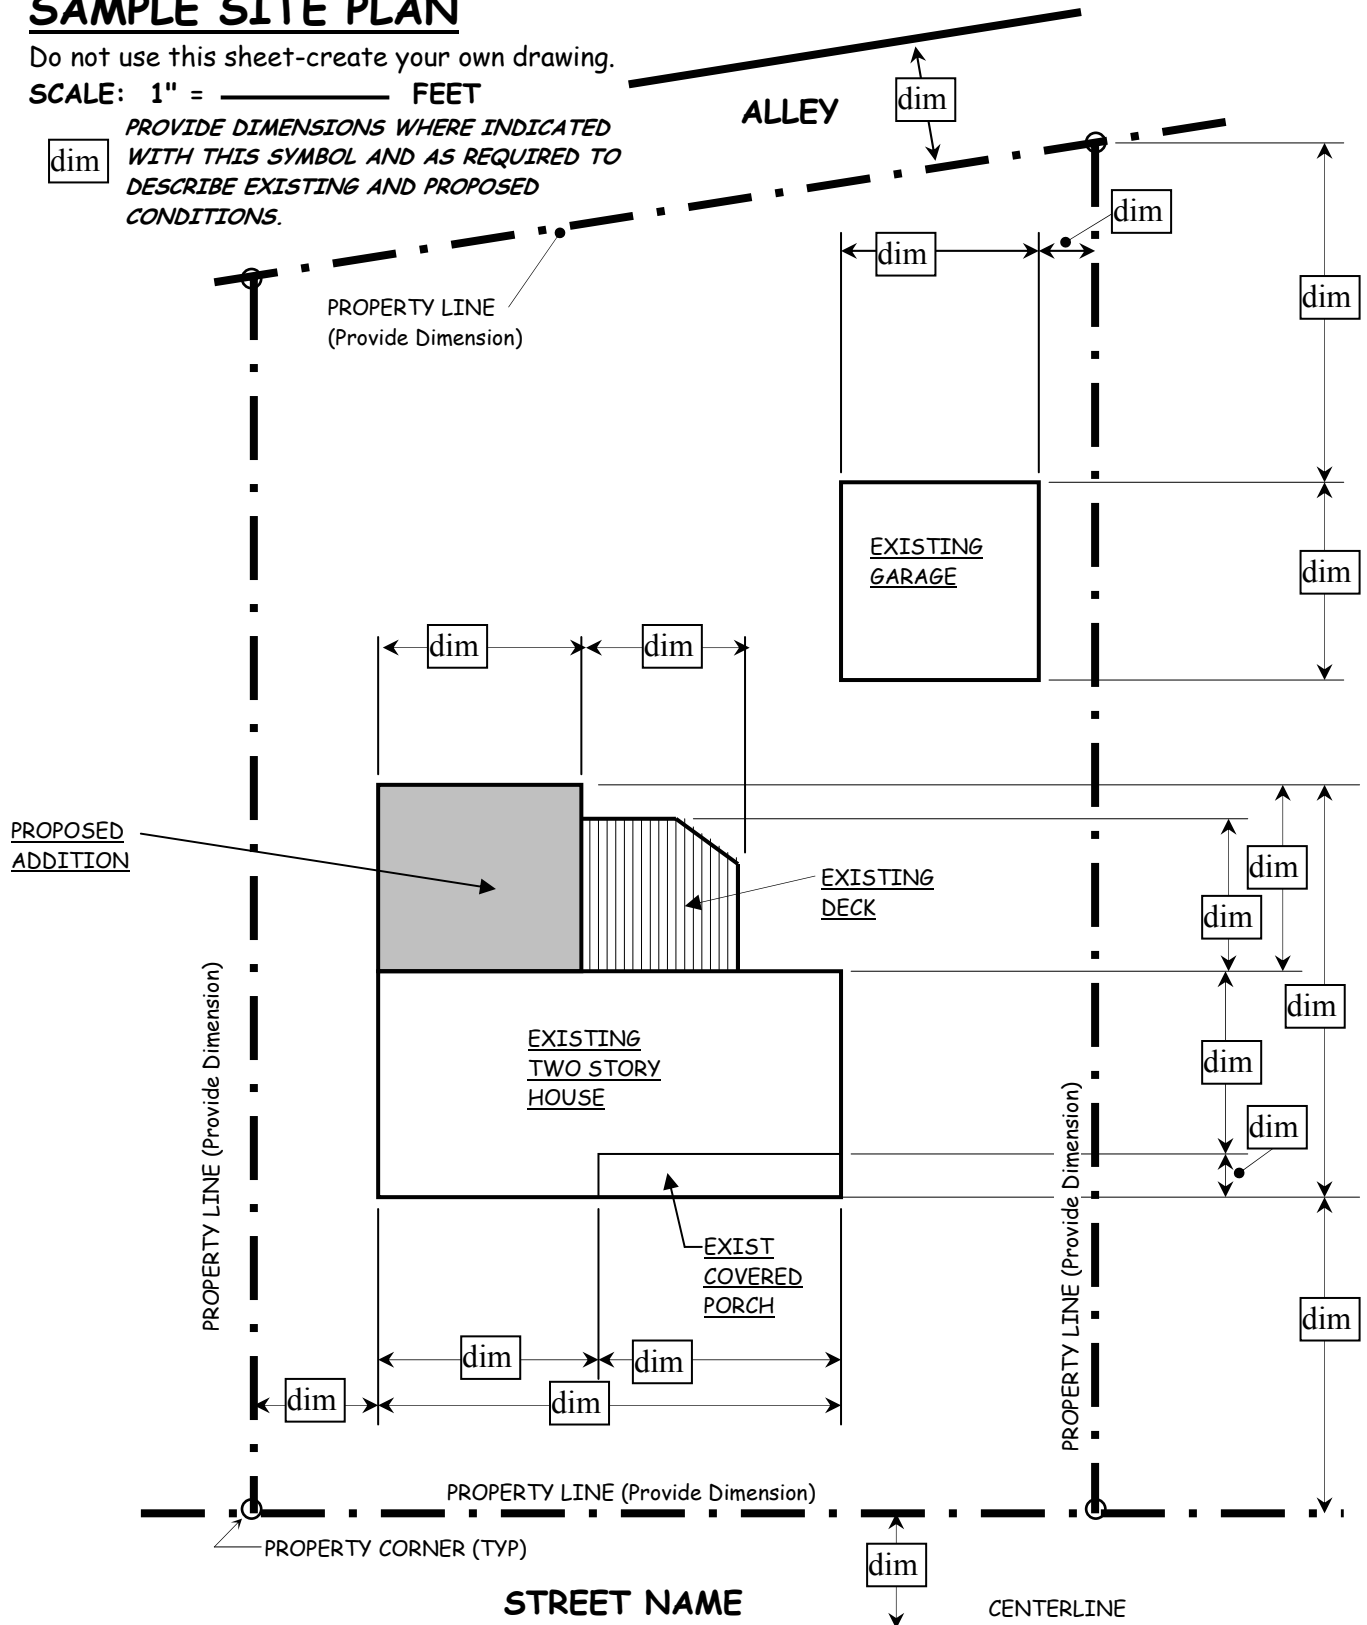 SAMPLE SITE PLAN
Do not use this sheet-create your own drawing.
SCALE: 1" = ________ FEET
dim
PROVIDE DIMENSIONS WHERE INDICATED
WITH THIS SYMBOL AND AS REQUIRED TO
DESCRIBE EXISTING AND PROPOSED
CONDITIONS.
ALLEY
dim
dim
dim
dim
PROPERTY LINE
(Provide Dimension)
EXISTING
GARAGE
dim
dim
dim
PROPOSED
ADDITION
EXISTING
DECK
dim
dim
dim
dim
dim
EXISTING
TWO STORY
HOUSE
PROPERTY LINE (Provide Dimension)
PROPERTY LINE (Provide Dimension)
EXIST
COVERED
PORCH
dim
dim
dim
dim
dim
PROPERTY LINE (Provide Dimension)
PROPERTY CORNER (TYP)
dim
STREET NAME
CENTERLINE